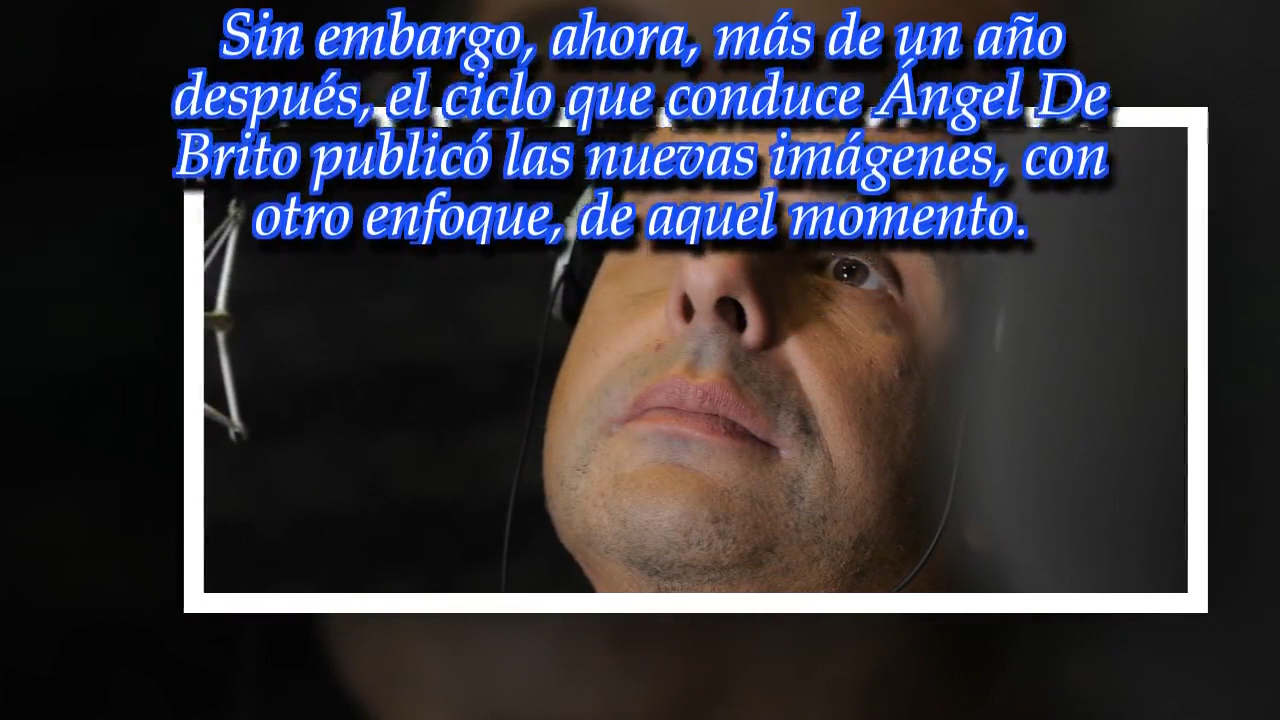 Sin embargo, ahora, más de un año
después, el ciclo que conduce Ángel De
Brito publicó las nuevas imágenes, con
otro enfoque, de aquel momento.